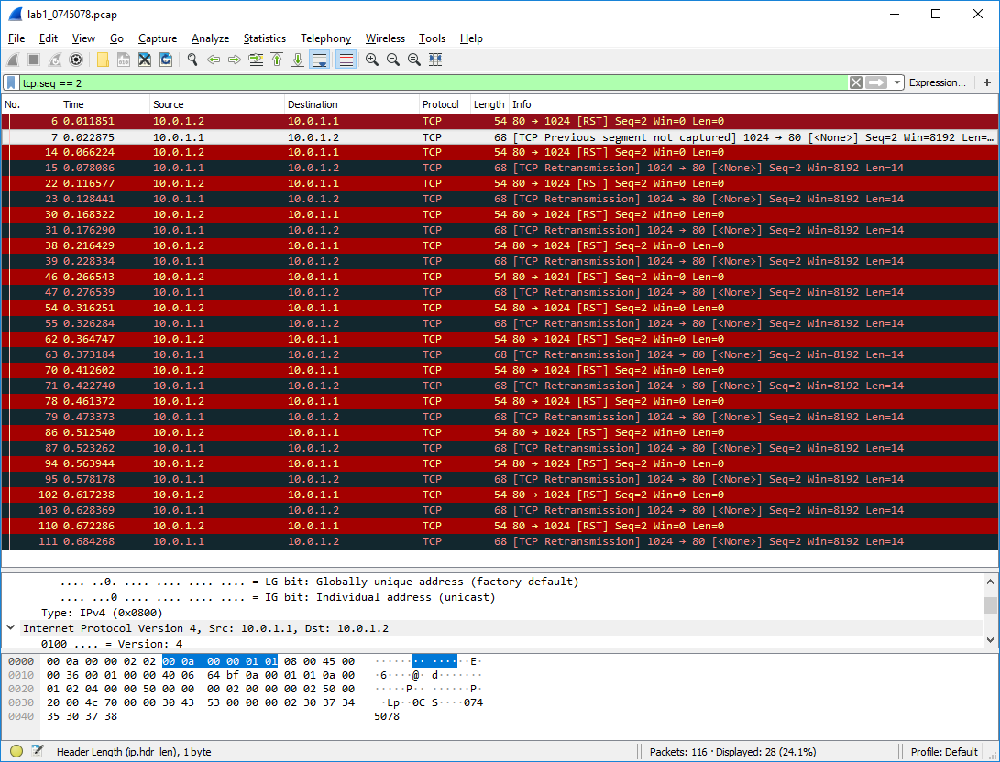 lab1_0745078.pcap
File Edit View Go Capture Analyze Statistics Telephony Wireless Tools Help
tcp.seq == 2 Expression... +
No. Time Source Destination Protocol Length Info
6 0.011851 10.0.1.2 10.0.1.1 TCP 54 80 → 1024 [RST] Seq=2 Win=0 Len=0
7 0.022875 10.0.1.1 10.0.1.2 TCP 68 [TCP Previous segment not captured] 1024 → 80 [<None>] Seq=2 Win=8192 Len=…
14 0.066224 10.0.1.2 10.0.1.1 TCP 54 80 → 1024 [RST] Seq=2 Win=0 Len=0
15 0.078086 10.0.1.1 10.0.1.2 TCP 68 [TCP Retransmission] 1024 → 80 [<None>] Seq=2 Win=8192 Len=14
22 0.116577 10.0.1.2 10.0.1.1 TCP 54 80 → 1024 [RST] Seq=2 Win=0 Len=0
23 0.128441 10.0.1.1 10.0.1.2 TCP 68 [TCP Retransmission] 1024 → 80 [<None>] Seq=2 Win=8192 Len=14
30 0.168322 10.0.1.2 10.0.1.1 TCP 54 80 → 1024 [RST] Seq=2 Win=0 Len=0
31 0.176290 10.0.1.1 10.0.1.2 TCP 68 [TCP Retransmission] 1024 → 80 [<None>] Seq=2 Win=8192 Len=14
38 0.216429 10.0.1.2 10.0.1.1 TCP 54 80 → 1024 [RST] Seq=2 Win=0 Len=0
39 0.228334 10.0.1.1 10.0.1.2 TCP 68 [TCP Retransmission] 1024 → 80 [<None>] Seq=2 Win=8192 Len=14
46 0.266543 10.0.1.2 10.0.1.1 TCP 54 80 → 1024 [RST] Seq=2 Win=0 Len=0
47 0.276539 10.0.1.1 10.0.1.2 TCP 68 [TCP Retransmission] 1024 → 80 [<None>] Seq=2 Win=8192 Len=14
54 0.316251 10.0.1.2 10.0.1.1 TCP 54 80 → 1024 [RST] Seq=2 Win=0 Len=0
55 0.326284 10.0.1.1 10.0.1.2 TCP 68 [TCP Retransmission] 1024 → 80 [<None>] Seq=2 Win=8192 Len=14
62 0.364747 10.0.1.2 10.0.1.1 TCP 54 80 → 1024 [RST] Seq=2 Win=0 Len=0
63 0.373184 10.0.1.1 10.0.1.2 TCP 68 [TCP Retransmission] 1024 → 80 [<None>] Seq=2 Win=8192 Len=14
70 0.412602 10.0.1.2 10.0.1.1 TCP 54 80 → 1024 [RST] Seq=2 Win=0 Len=0
71 0.422740 10.0.1.1 10.0.1.2 TCP 68 [TCP Retransmission] 1024 → 80 [<None>] Seq=2 Win=8192 Len=14
78 0.461372 10.0.1.2 10.0.1.1 TCP 54 80 → 1024 [RST] Seq=2 Win=0 Len=0
79 0.473373 10.0.1.1 10.0.1.2 TCP 68 [TCP Retransmission] 1024 → 80 [<None>] Seq=2 Win=8192 Len=14
86 0.512540 10.0.1.2 10.0.1.1 TCP 54 80 → 1024 [RST] Seq=2 Win=0 Len=0
87 0.523262 10.0.1.1 10.0.1.2 TCP 68 [TCP Retransmission] 1024 → 80 [<None>] Seq=2 Win=8192 Len=14
94 0.563944 10.0.1.2 10.0.1.1 TCP 54 80 → 1024 [RST] Seq=2 Win=0 Len=0
95 0.578178 10.0.1.1 10.0.1.2 TCP 68 [TCP Retransmission] 1024 → 80 [<None>] Seq=2 Win=8192 Len=14
102 0.617238 10.0.1.2 10.0.1.1 TCP 54 80 → 1024 [RST] Seq=2 Win=0 Len=0
103 0.628369 10.0.1.1 10.0.1.2 TCP 68 [TCP Retransmission] 1024 → 80 [<None>] Seq=2 Win=8192 Len=14
110 0.672286 10.0.1.2 10.0.1.1 TCP 54 80 → 1024 [RST] Seq=2 Win=0 Len=0
111 0.684268 10.0.1.1 10.0.1.2 TCP 68 [TCP Retransmission] 1024 → 80 [<None>] Seq=2 Win=8192 Len=14
.... ..0. .... .... .... .... = LG bit: Globally unique address (factory default)
.... ...0 .... .... .... .... = IG bit: Individual address (unicast)
Type: IPv4 (0x0800)
Internet Protocol Version 4, Src: 10.0.1.1, Dst: 10.0.1.2
0100 .... = Version: 4
0000 00 0a 00 00 02 02 00 0a 00 00 01 01 08 00 45 00 ········ ······E·
0010 00 36 00 01 00 00 40 06 64 bf 0a 00 01 01 0a 00 ·6····@· d·······
0020 01 02 04 00 00 50 00 00 00 02 00 00 00 02 50 00 ·····P·· ······P·
0030 20 00 4c 70 00 00 30 43 53 00 00 00 02 30 37 34 ·Lp··0C S····074
0040 35 30 37 38 5078
Header Length (ip.hdr_len), 1 byte Packets: 116 · Displayed: 28 (24.1%) Profile: Default